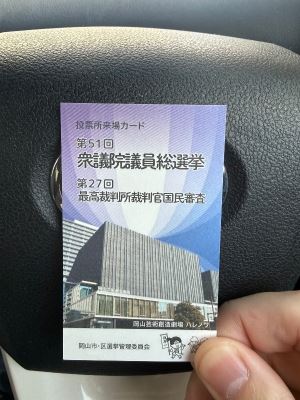 投票所来場カード
第51回
衆議院議員総選挙
第27回
最高裁判所裁判官国民審査
岡山芸術創造劇場 ハレノワ
岡山市・区選挙管理委員会